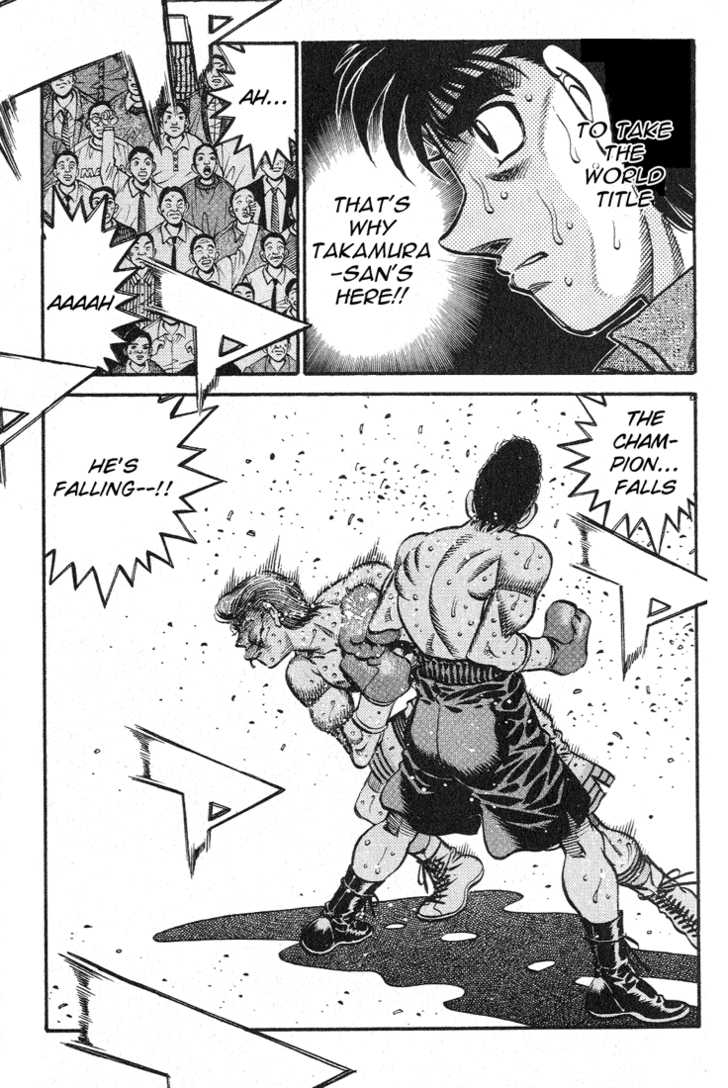 TO TAKE
THE
WORLD
TITLE
THAT'S
WHY
TAKAMURA
-SAN'S
HERE!!
AH...
AAAAH
THE
CHAM-
PION...
FALLS
HE'S
FALLING--!!